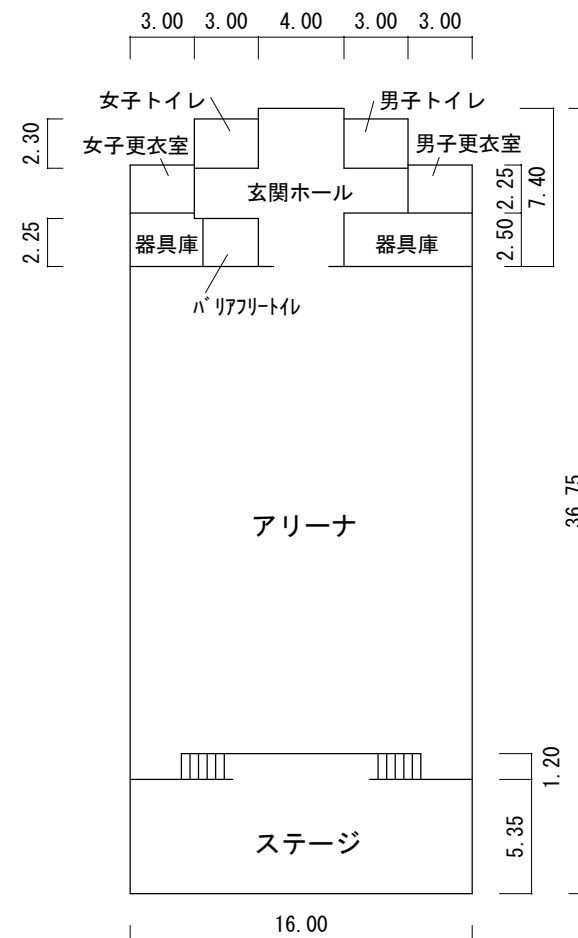 3.00 3.00 4.00 3.00 3.00
女子トイレ 男子トイレ
2.30 女子更衣室 男子更衣室
玄関ホール 2.25 7.40
2.25 器具庫 器具庫 2.50
バリアフリートイレ
アリーナ
36.75
1.20
ステージ 5.35
16.00